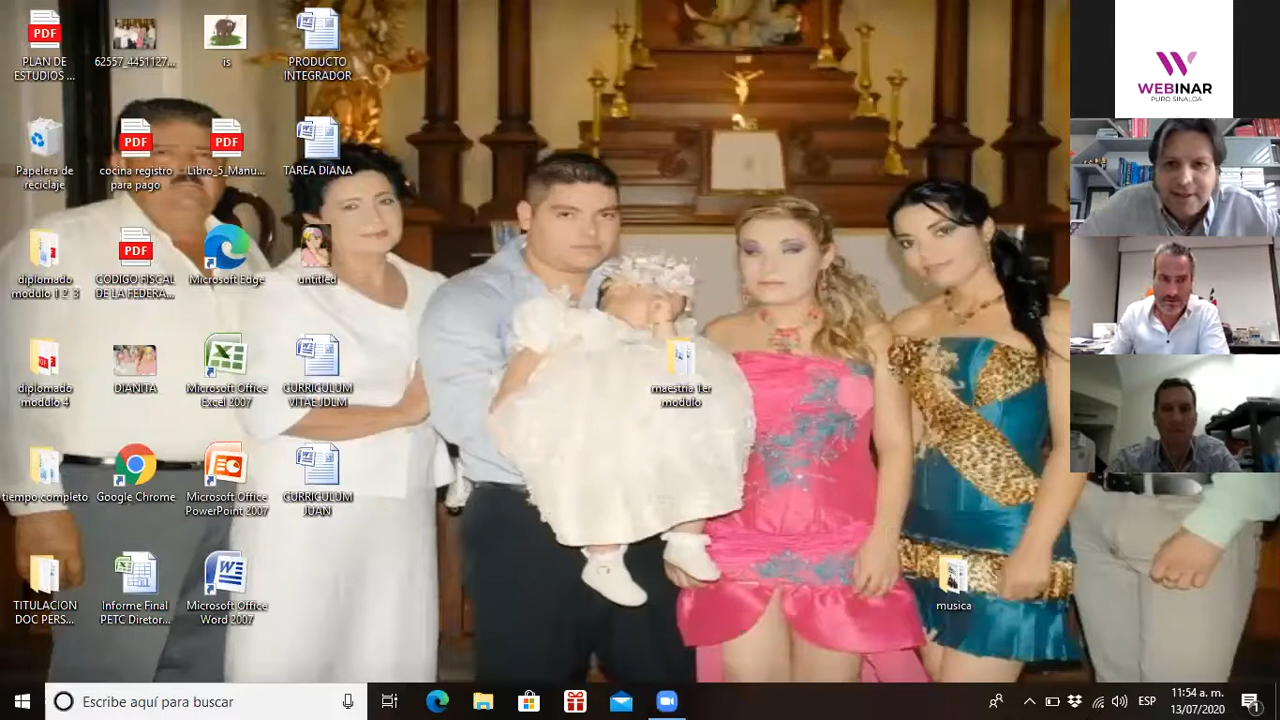 PLAN DE
ESTUDIOS ...
62557_4451127...
is
PRODUCTO
INTEGRADOR
Papelera de
reciclaje
cocina registro
para pago
Libro_5_Manu...
TAREA DIANA
diplomado
modulo 1 2 3
CODIGO FISCAL
DE LA FEDERA...
Microsoft Edge
untitled
diplomado
modulo 4
DIANITA
Microsoft Office
Excel 2007
CURRICULUM
VITAE JDLM
maestria 1er
modulo
tiempo completo
Google Chrome
Microsoft Office
PowerPoint 2007
CURRICULUM
JUAN
TITULACION
DOC PERS...
Informe Final
PETC Diretor...
Microsoft Office
Word 2007
musica
WEBINAR
PURO SINALOA
Escribe aquí para buscar
ESP
11:54 a. m.
13/07/2020
1
PDF
PDF
PDF
PDF